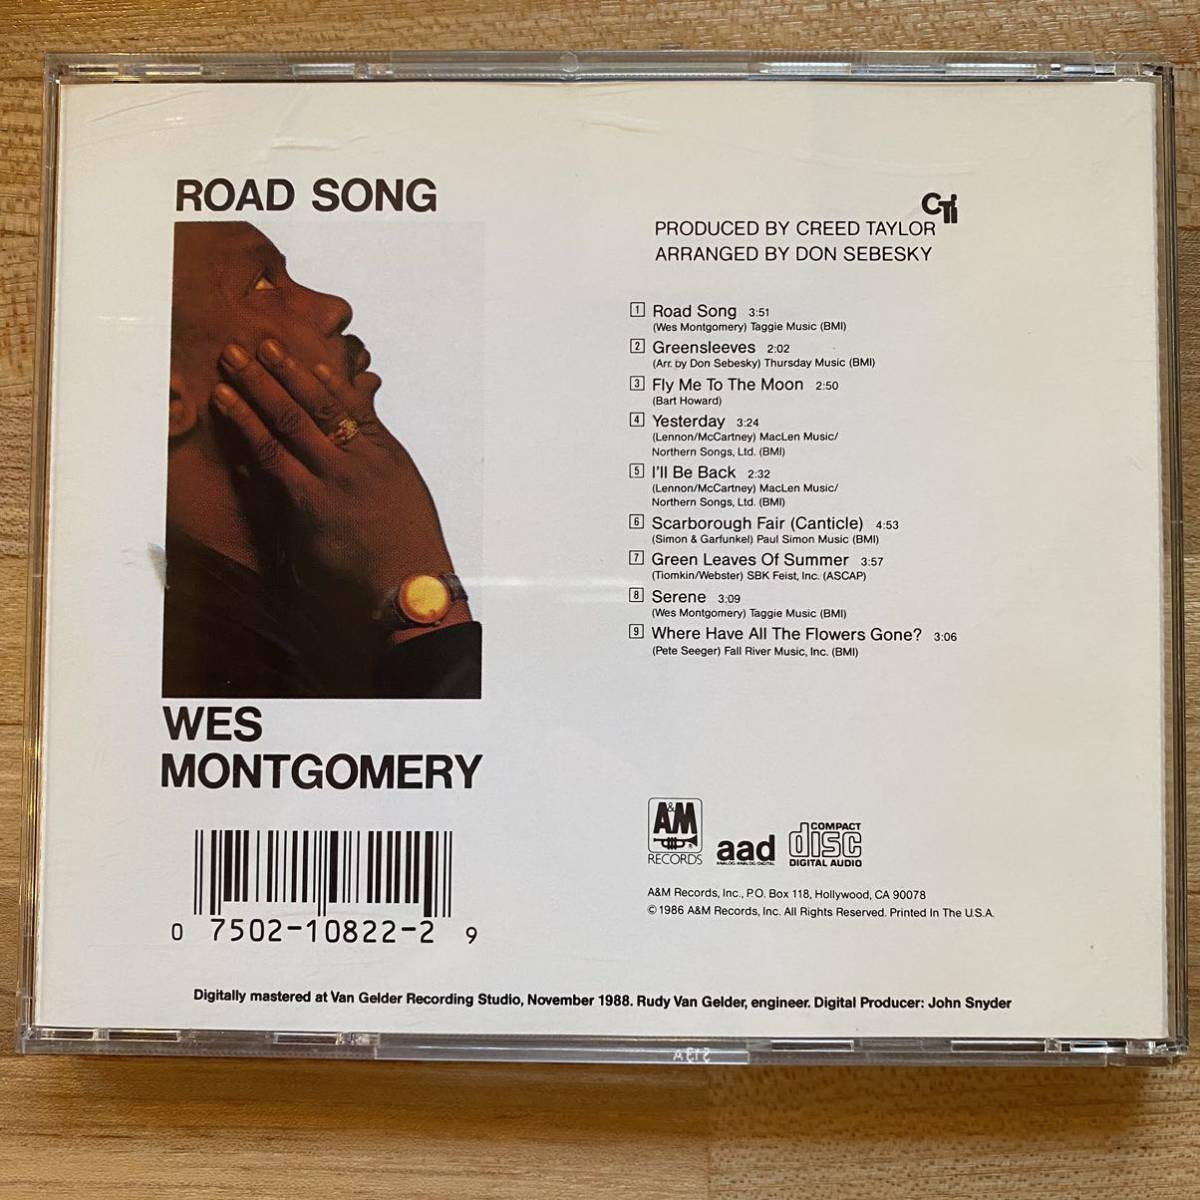 ROAD SONG
WES
MONTGOMERY
0 7502-10822-2 9
CTi
PRODUCED BY CREED TAYLOR
ARRANGED BY DON SEBESKY
1 Road Song 3:51
(Wes Montgomery) Taggie Music (BMI)
2 Greensleeves 2:02
(Arr. by Don Sebesky) Thursday Music (BMI)
3 Fly Me To The Moon 2:50
(Bart Howard)
4 Yesterday 3:24
(Lennon/McCartney) MacLen Music/
Northern Songs, Ltd. (BMI)
5 I'll Be Back 2:32
(Lennon/McCartney) MacLen Music/
Northern Songs, Ltd. (BMI)
6 Scarborough Fair (Canticle) 4:53
(Simon & Garfunkel) Paul Simon Music (BMI)
7 Green Leaves Of Summer 3:57
(Tiomkin/Webster) SBK Feist, Inc. (ASCAP)
8 Serene 3:09
(Wes Montgomery) Taggie Music (BMI)
9 Where Have All The Flowers Gone? 3:06
(Pete Seeger) Fall River Music, Inc. (BMI)
A&M
RECORDS
aad
ANALOG/ANALOG/DIGITAL
COMPACT
disc
DIGITAL AUDIO
A&M Records, Inc., P.O. Box 118, Hollywood, CA 90078
© 1986 A&M Records, Inc. All Rights Reserved. Printed In The U.S.A.
Digitally mastered at Van Gelder Recording Studio, November 1988. Rudy Van Gelder, engineer. Digital Producer: John Snyder